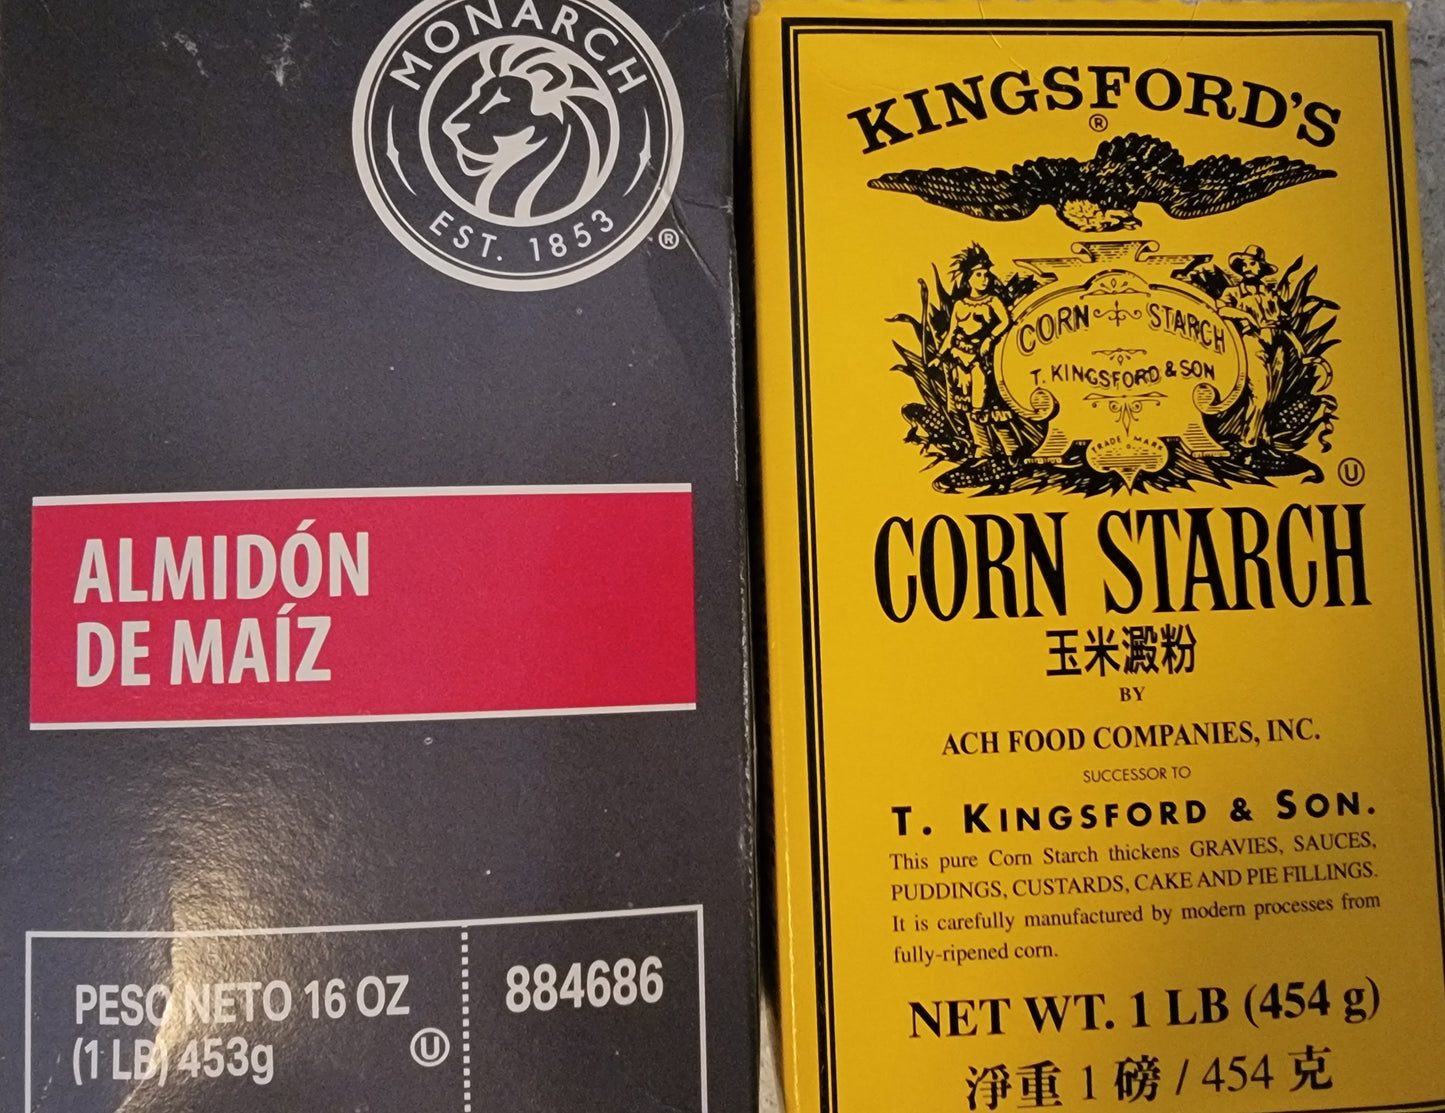 MONARCH
EST. 1853
®
ALMIDÓN
DE MAÍZ
PESO NETO 16 OZ
(1 LB) 453g
U
884686
KINGSFORD'S
®
CORN STARCH
T. KINGSFORD & SON
TRADE MARK
U
CORN STARCH
玉米澱粉
BY
ACH FOOD COMPANIES, INC.
SUCCESSOR TO
T. KINGSFORD & SON.
This pure Corn Starch thickens GRAVIES, SAUCES,
PUDDINGS, CUSTARDS, CAKE AND PIE FILLINGS.
It is carefully manufactured by modern processes from
fully-ripened corn.
NET WT. 1 LB (454 g)
淨重 1 磅 / 454 克